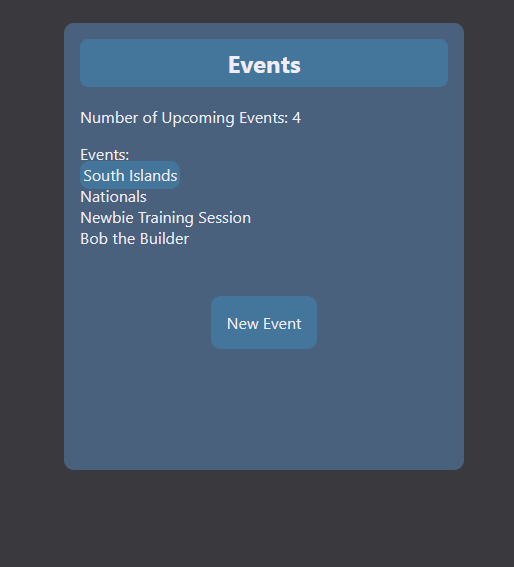 Events
Number of Upcoming Events: 4
Events:
South Islands
Nationals
Newbie Training Session
Bob the Builder
New Event